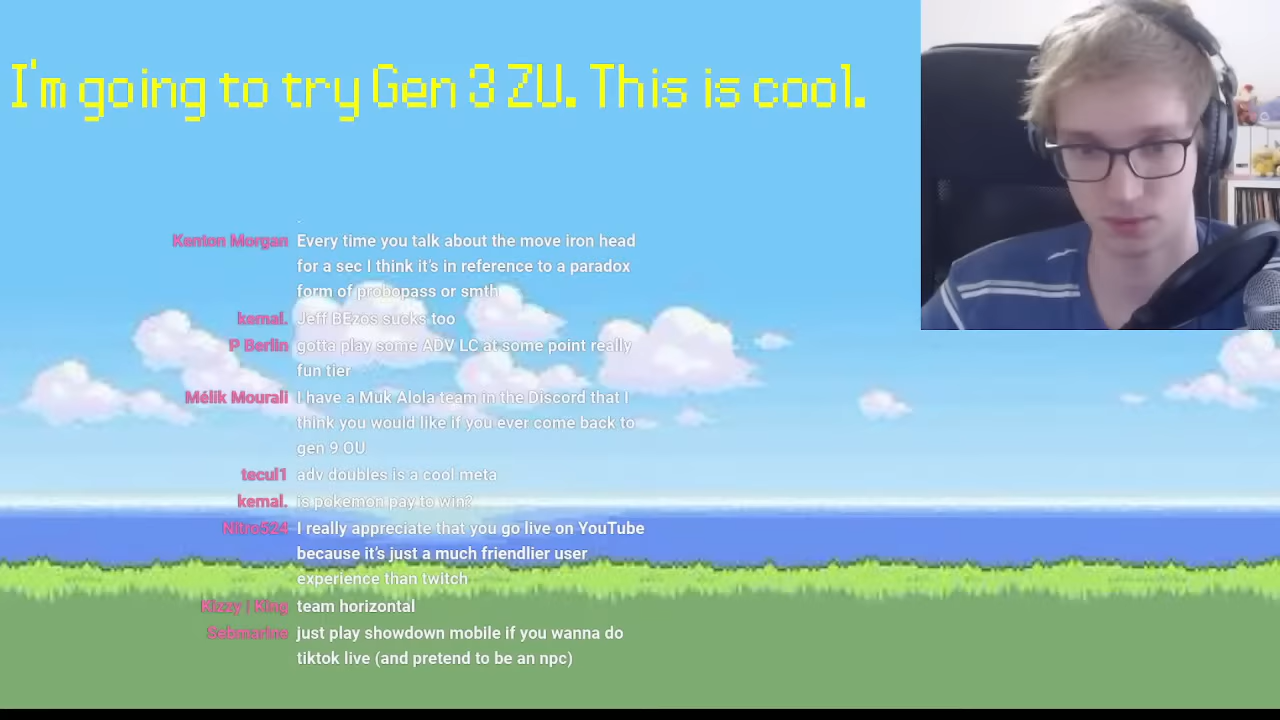 I'm going to try Gen 3 ZU. This is cool.
Kenton Morgan Every time you talk about the move iron head
for a sec I think it's in reference to a paradox
form of probopass or smth
kemal. Jeff BEzos sucks too
P Berlin gotta play some ADV LC at some point really
fun tier
Mélik Mourali I have a Muk Alola team in the Discord that I
think you would like if you ever come back to
gen 9 OU
tecul1 adv doubles is a cool meta
kemal. is pokemon pay to win?
Nitro524 I really appreciate that you go live on YouTube
because it's just a much friendlier user
experience than twitch
Kizzy | King team horizontal
Sebmarine just play showdown mobile if you wanna do
tiktok live (and pretend to be an npc)